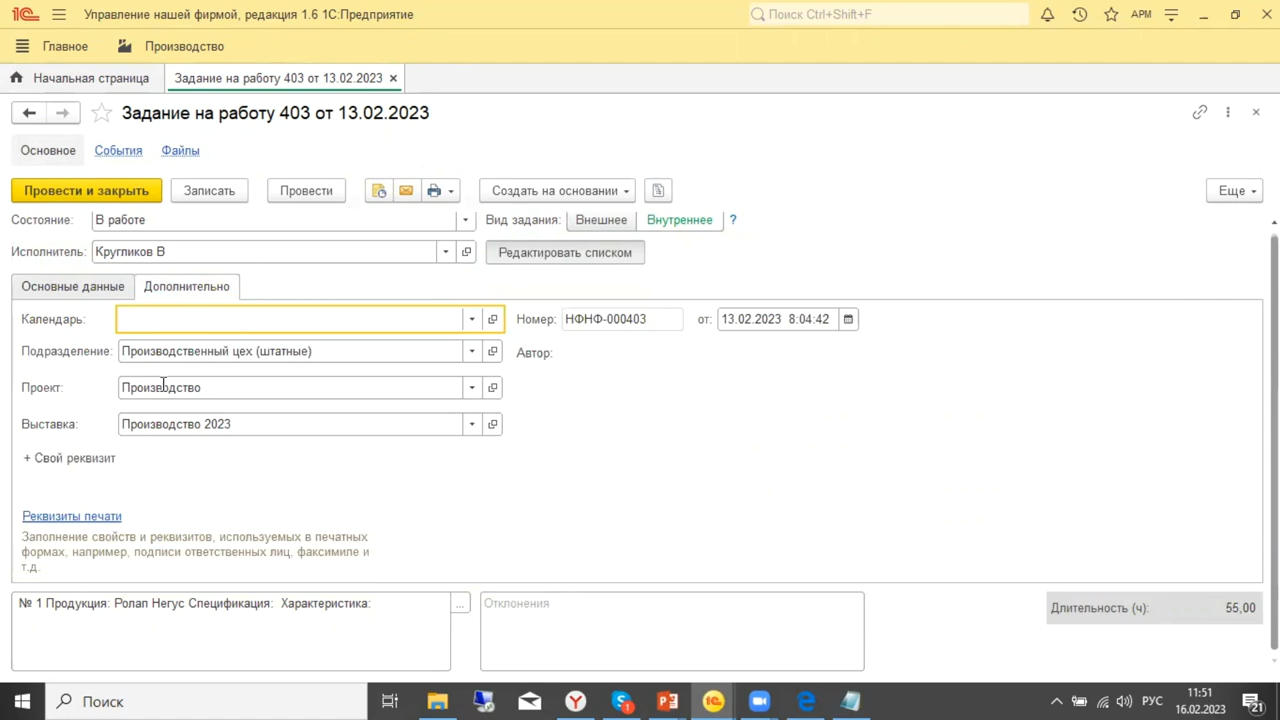 Управление нашей фирмой, редакция 1.6 1С:Предприятие
Поиск Ctrl+Shift+F
АРМ
Главное
Производство
Начальная страница
Задание на работу 403 от 13.02.2023
Задание на работу 403 от 13.02.2023
Основное
События
Файлы
Провести и закрыть
Записать
Провести
Создать на основании
Еще
Состояние: В работе
Вид задания: Внешнее Внутреннее ?
Исполнитель: Кругликов В
Редактировать списком
Основные данные
Дополнительно
Календарь:
Номер: НФНФ-000403 от: 13.02.2023 8:04:42
Подразделение: Производственный цех (штатные)
Автор:
Проект: Производство
Выставка: Производство 2023
+ Свой реквизит
Реквизиты печати
Заполнение свойств и реквизитов, используемых в печатных
формах, например, подписи ответственных лиц, факсимиле и
т.д.
№ 1 Продукция: Ролап Негус Спецификация: Характеристика:
...
Отклонения
Длительность (ч): 55,00
Поиск
РУС
11:51
16.02.2023
21